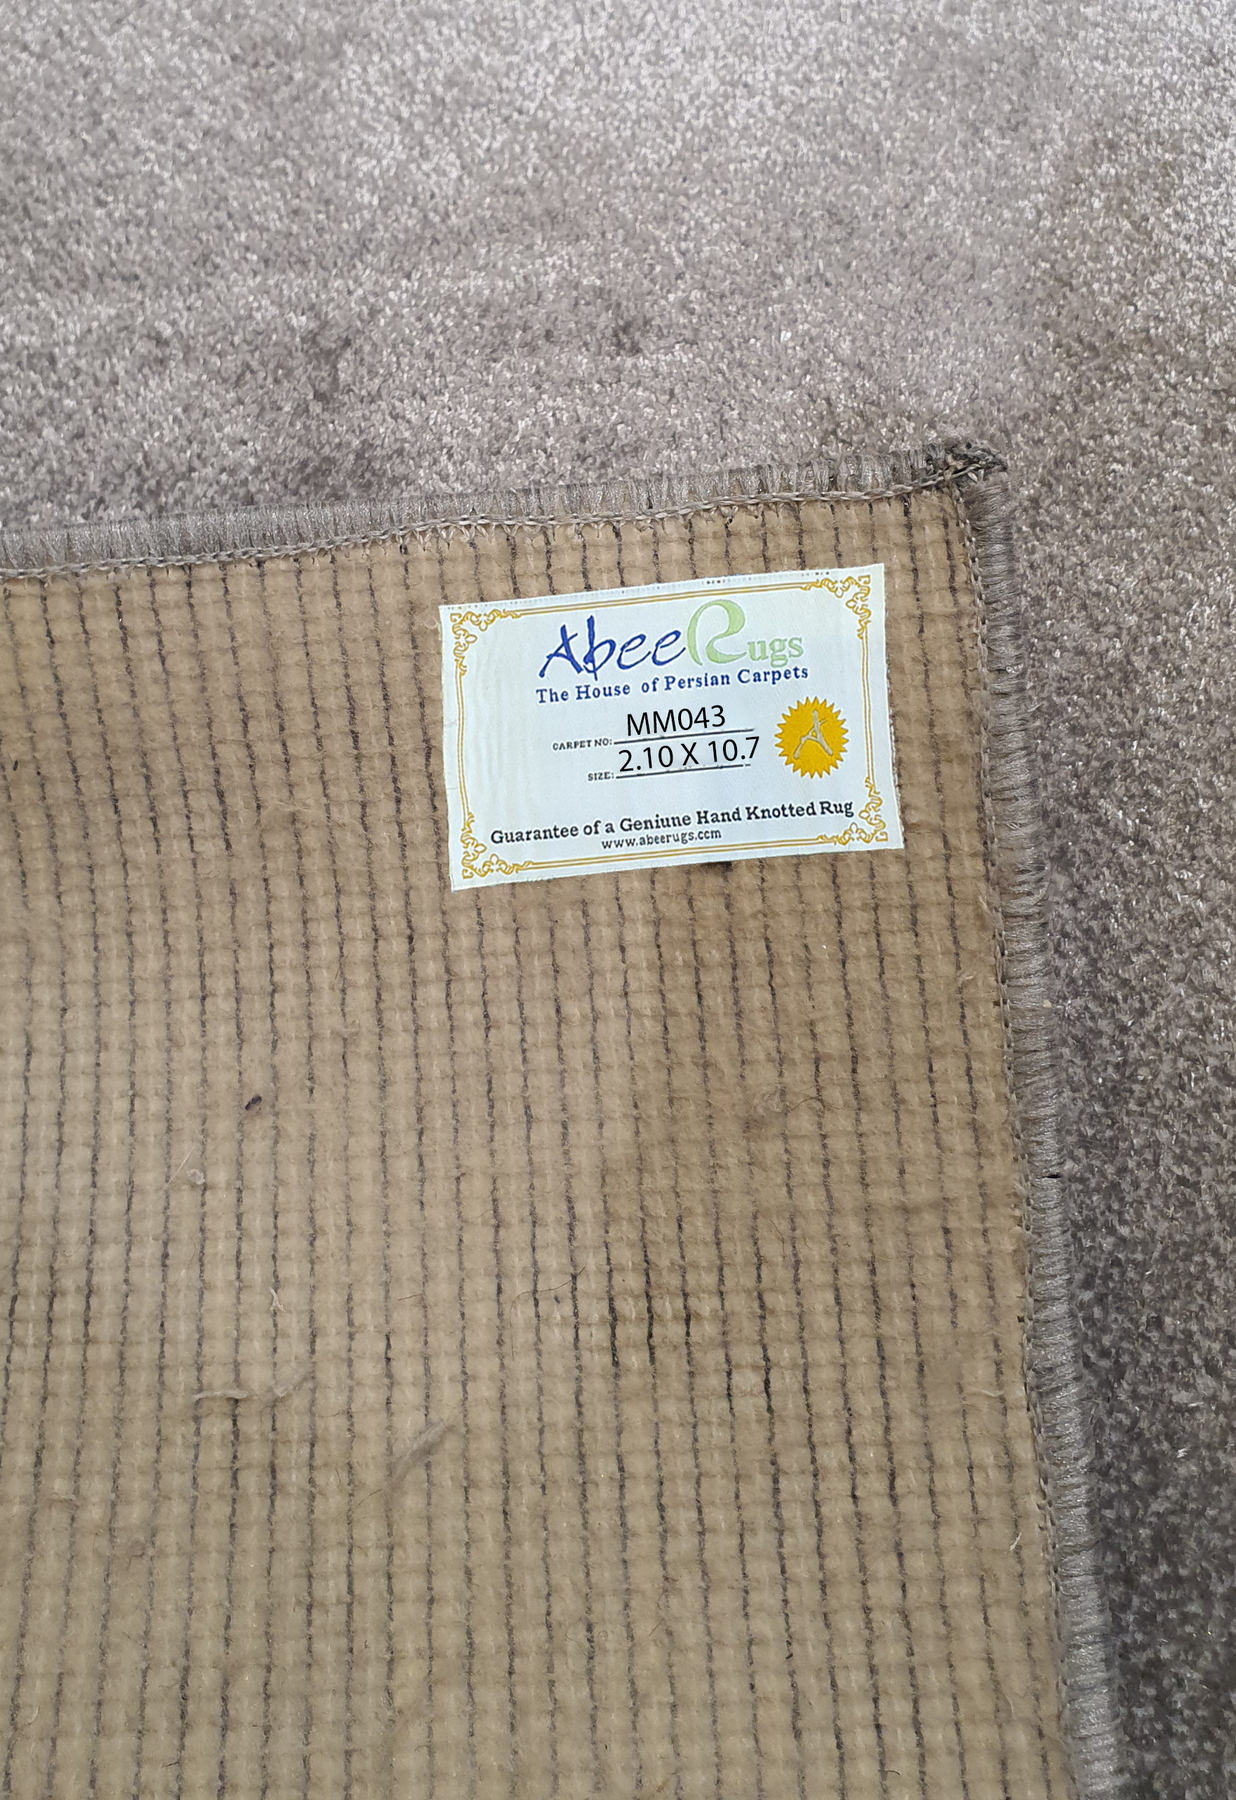 AbeeRugs
The House of Persian Carpets
CARPET NO: MM043
SIZE: 2.10 X 10.7
Guarantee of a Geniune Hand Knotted Rug
www.abeerugs.com